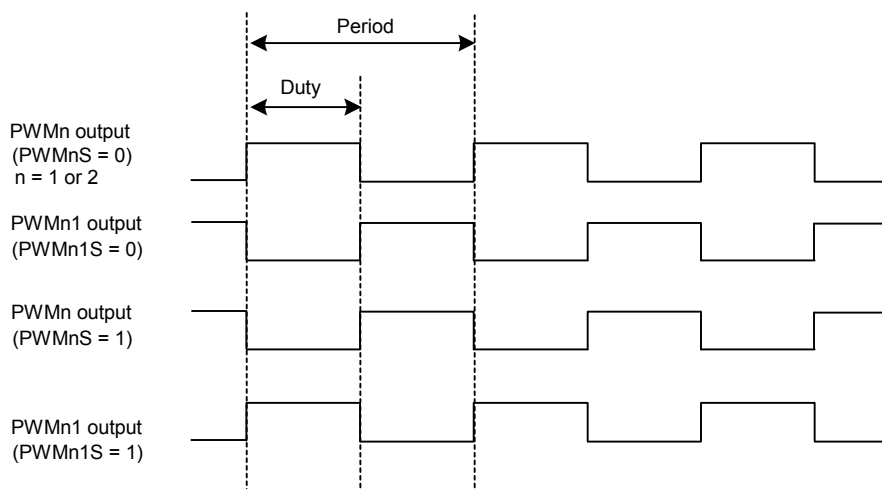 Period
Duty
PWMn output
(PWMnS = 0)
n = 1 or 2
PWMn1 output
(PWMn1S = 0)
PWMn output
(PWMnS = 1)
PWMn1 output
(PWMn1S = 1)